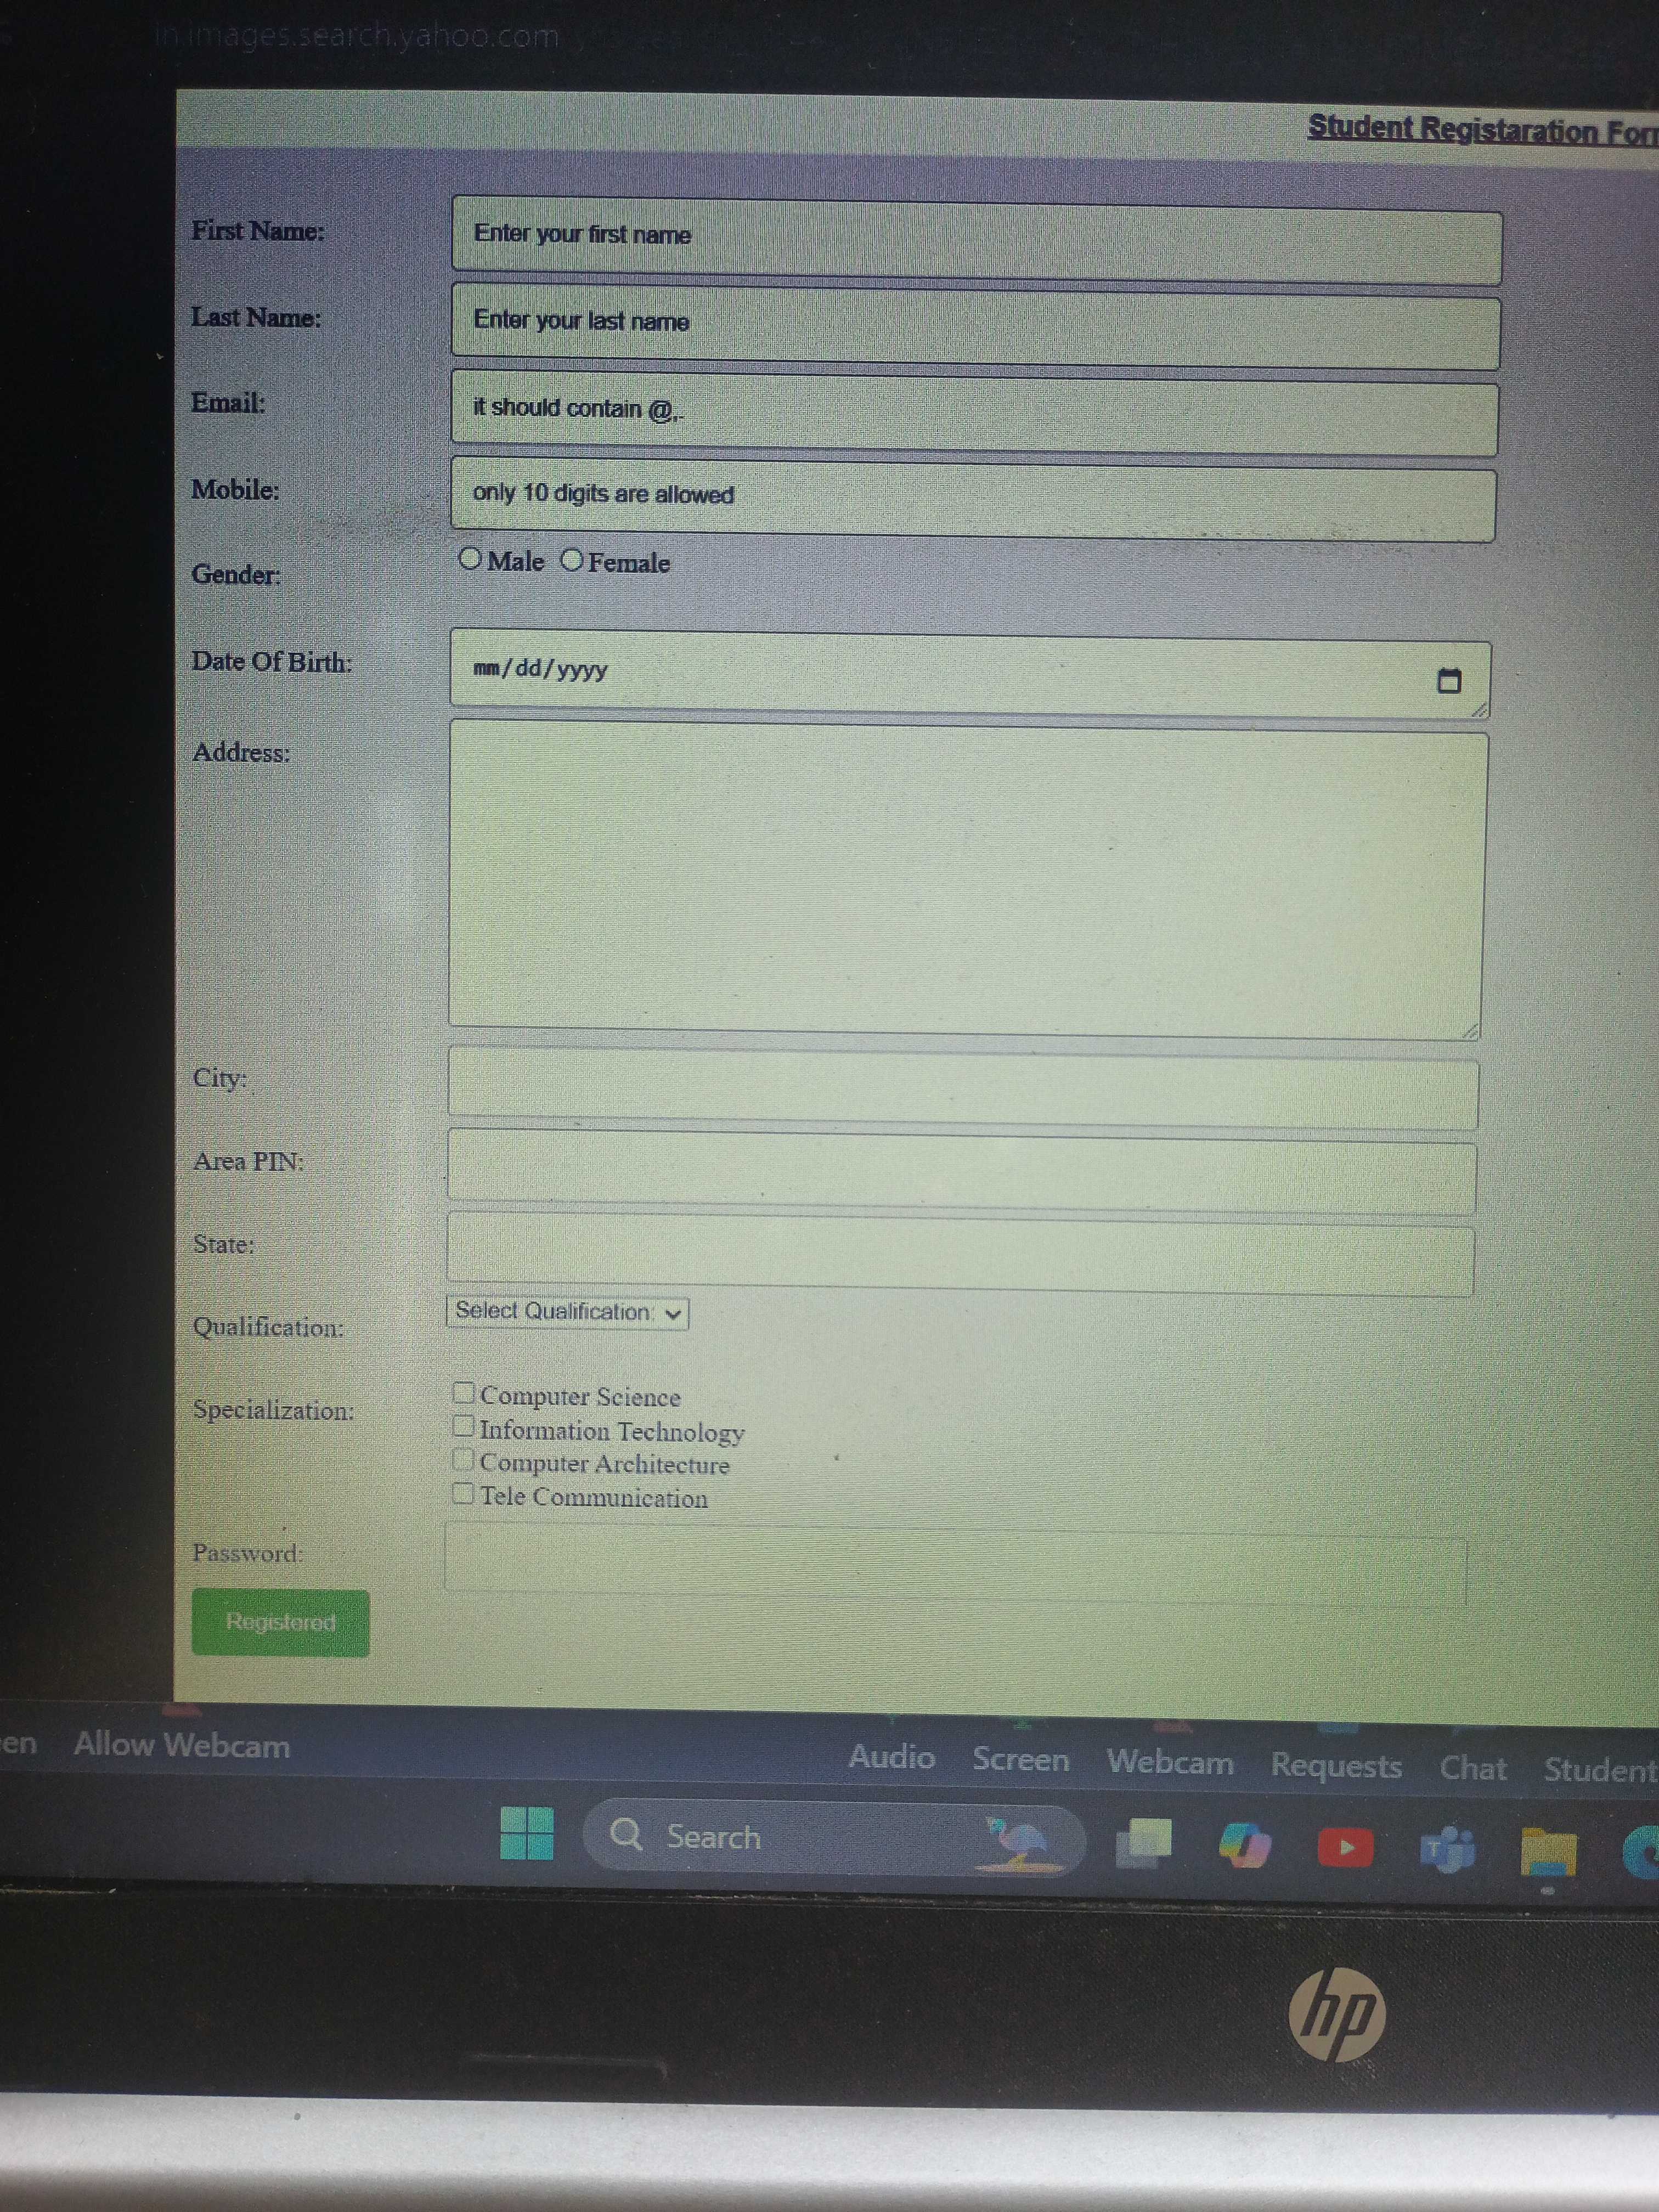 in.images.search.yahoo.com
Student Registaration For
First Name:
Enter your first name
Last Name:
Enter your last name
Email:
it should contain @,.
Mobile:
only 10 digits are allowed
Gender:
Male Female
Date Of Birth:
mm/dd/yyyy
Address:
City:
Area PIN:
State:
Qualification:
Select Qualification:
Specialization:
Computer Science
Information Technology
Computer Architecture
Tele Communication
Password:
Registered
en Allow Webcam Audio Screen Webcam Requests Chat Student
Search
hp